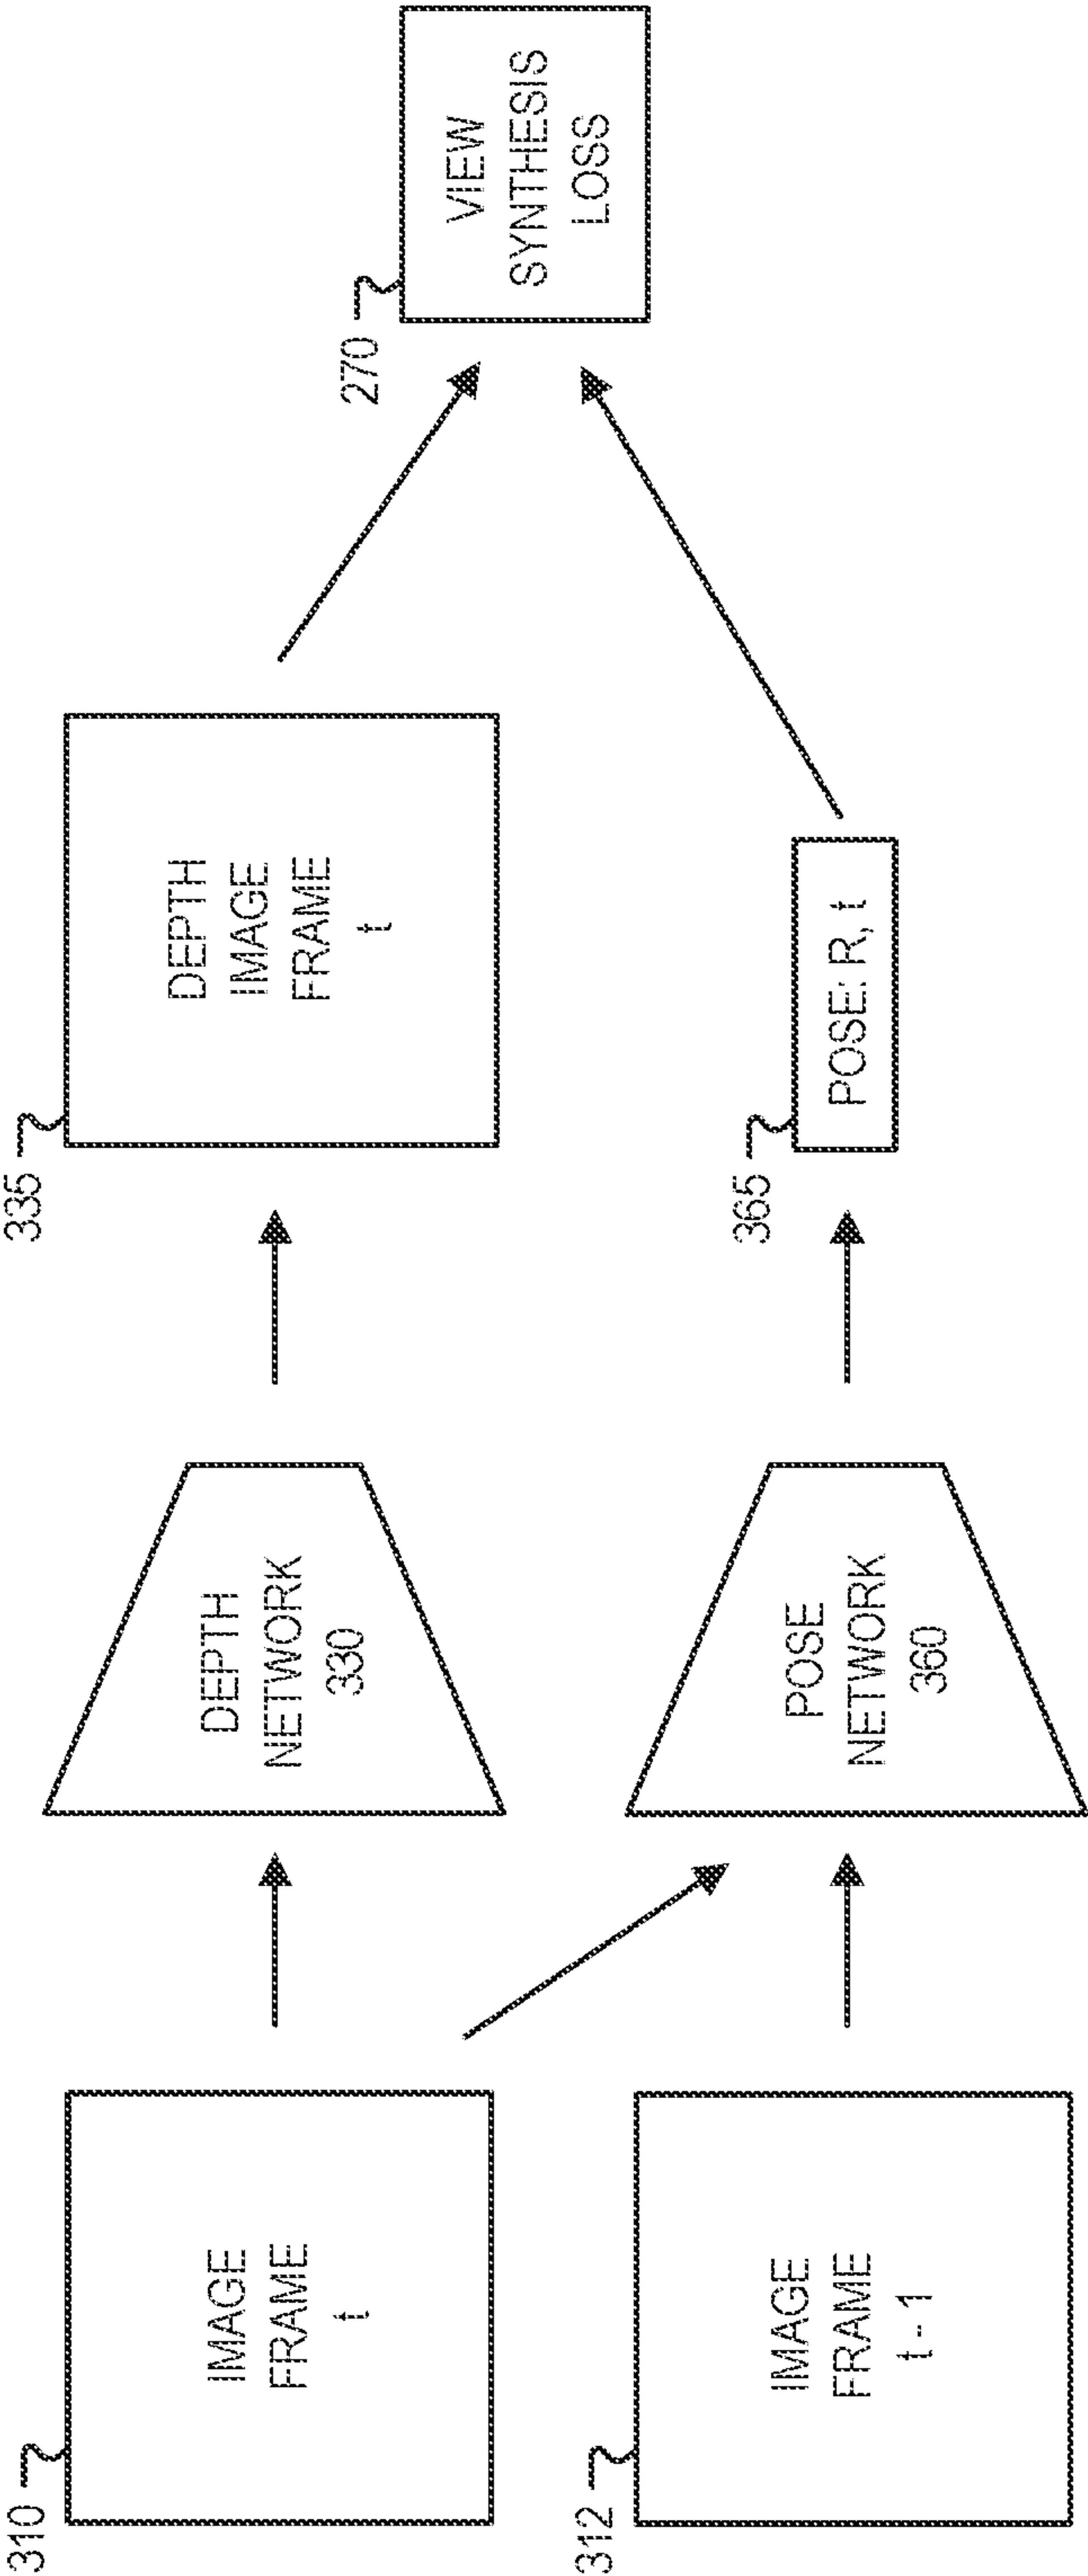 310
IMAGE
FRAME
t
312
IMAGE
FRAME
t - 1
DEPTH
NETWORK
330
POSE
NETWORK
360
335
DEPTH
IMAGE
FRAME
t
365
POSE: R, t
270
VIEW
SYNTHESIS
LOSS